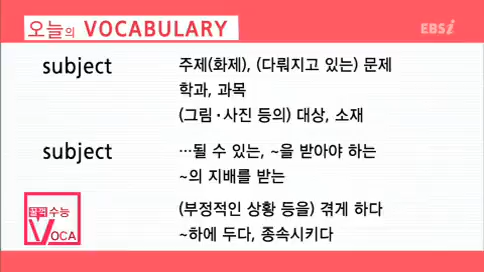 오늘의 VOCABULARY
EBSi
subject 주제(화제), (다뤄지고 있는) 문제
학과, 과목
(그림·사진 등의) 대상, 소재
subject …될 수 있는, ~을 받아야 하는
~의 지배를 받는
(부정적인 상황 등을) 겪게 하다
~하에 두다, 종속시키다
수능
VOCA